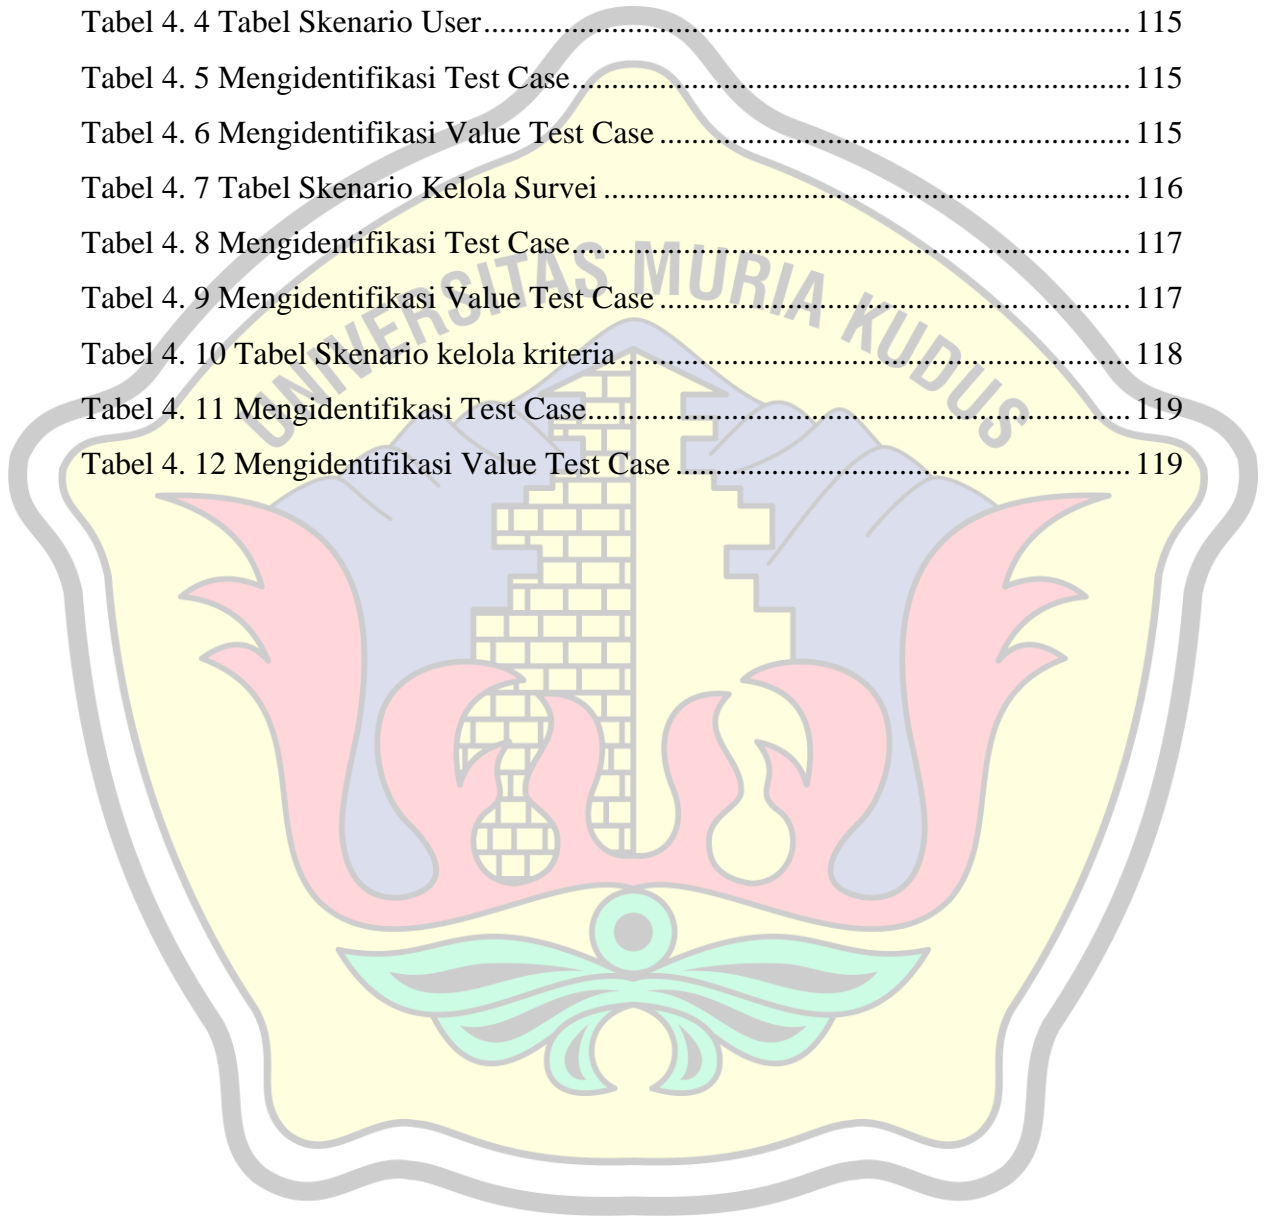 Tabel 4. 4 Tabel Skenario User................................................................................ 115
Tabel 4. 5 Mengidentifikasi Test Case..................................................................... 115
Tabel 4. 6 Mengidentifikasi Value Test Case.......................................................... 115
Tabel 4. 7 Tabel Skenario Kelola Survei................................................................. 116
Tabel 4. 8 Mengidentifikasi Test Case..................................................................... 117
Tabel 4. 9 Mengidentifikasi Value Test Case.......................................................... 117
Tabel 4. 10 Tabel Skenario kelola kriteria................................................................ 118
Tabel 4. 11 Mengidentifikasi Test Case................................................................... 119
Tabel 4. 12 Mengidentifikasi Value Test Case........................................................ 119
UNIVERSITAS MURIA KUDUS